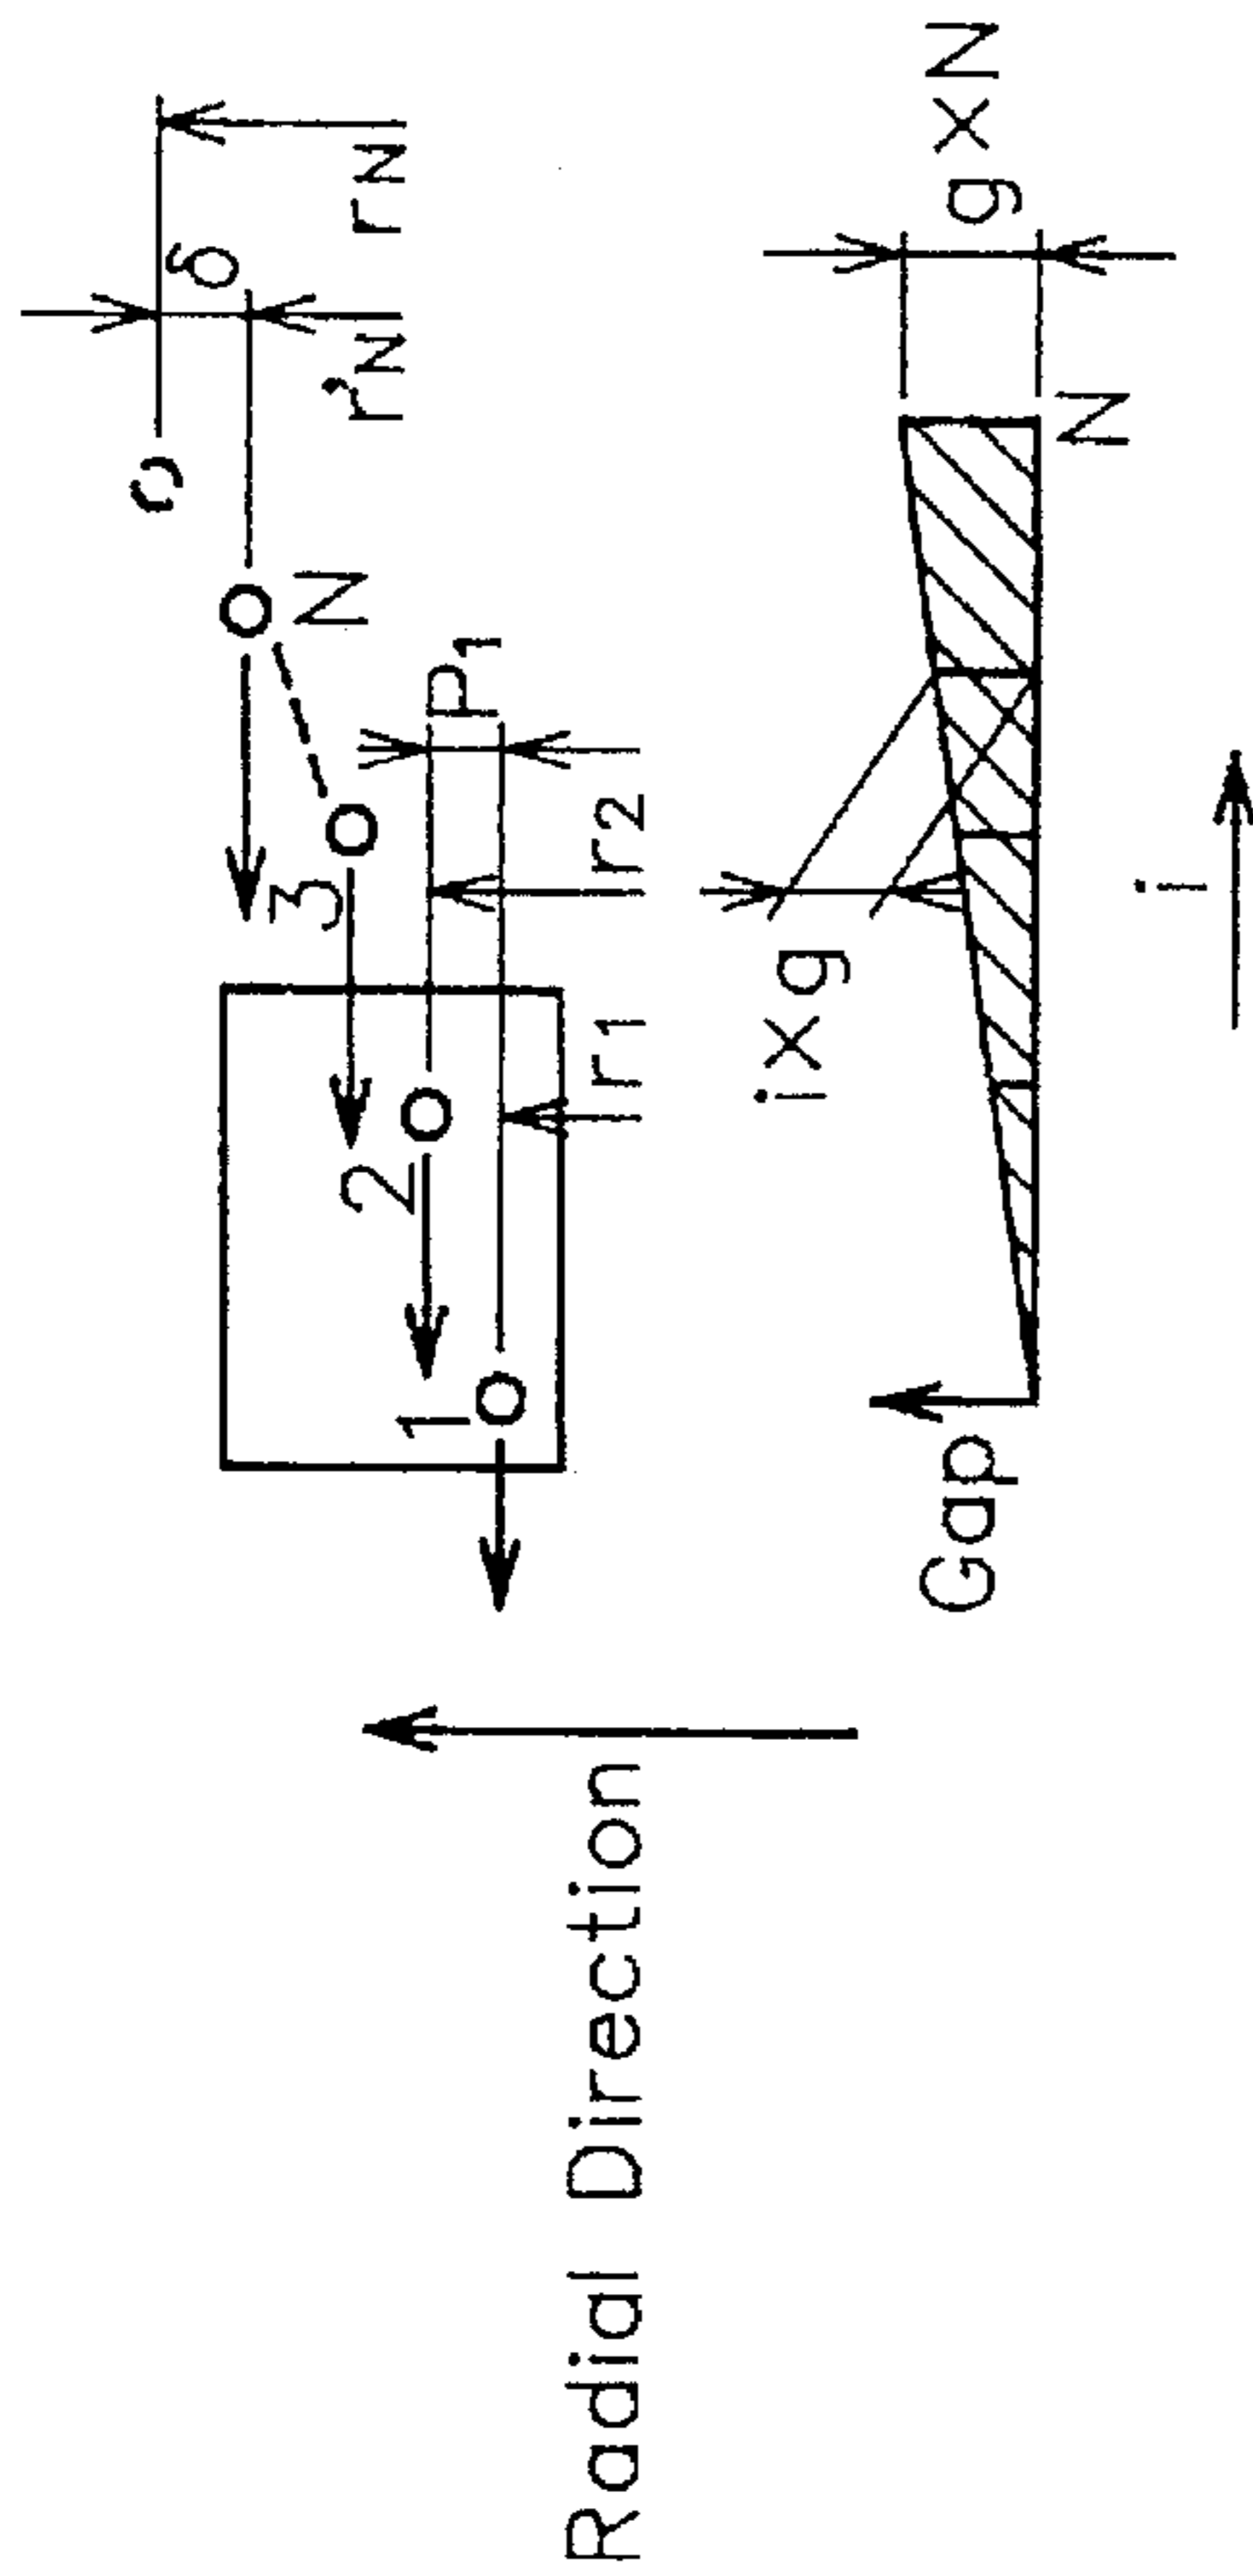 Radial Direction
1
2
3
N
P1
r1
r2
δ
r'N
rN
Gap
i×g
g×N
N
i